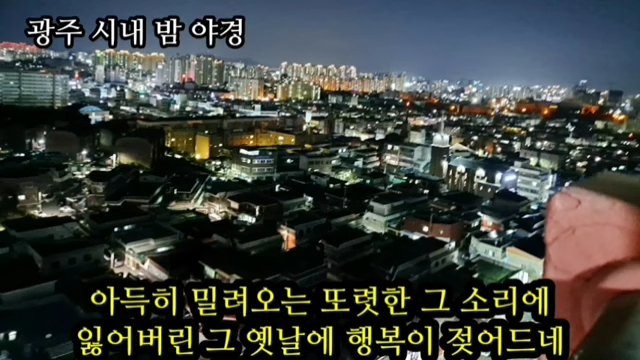 광주 시내 밤 야경
아득히 밀려오는 또렷한 그 소리에
잃어버린 그 옛날에 행복이 젖어드네